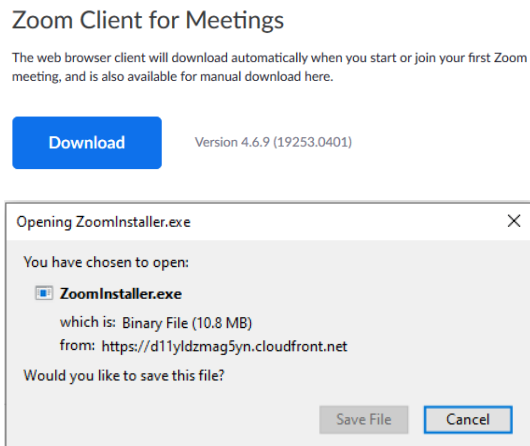 Zoom Client for Meetings
The web browser client will download automatically when you start or join your first Zoom
meeting, and is also available for manual download here.
Download
Version 4.6.9 (19253.0401)
Opening ZoomInstaller.exe
You have chosen to open:
ZoomInstaller.exe
which is: Binary File (10.8 MB)
from: https://d11yldzmag5yn.cloudfront.net
Would you like to save this file?
Save File
Cancel